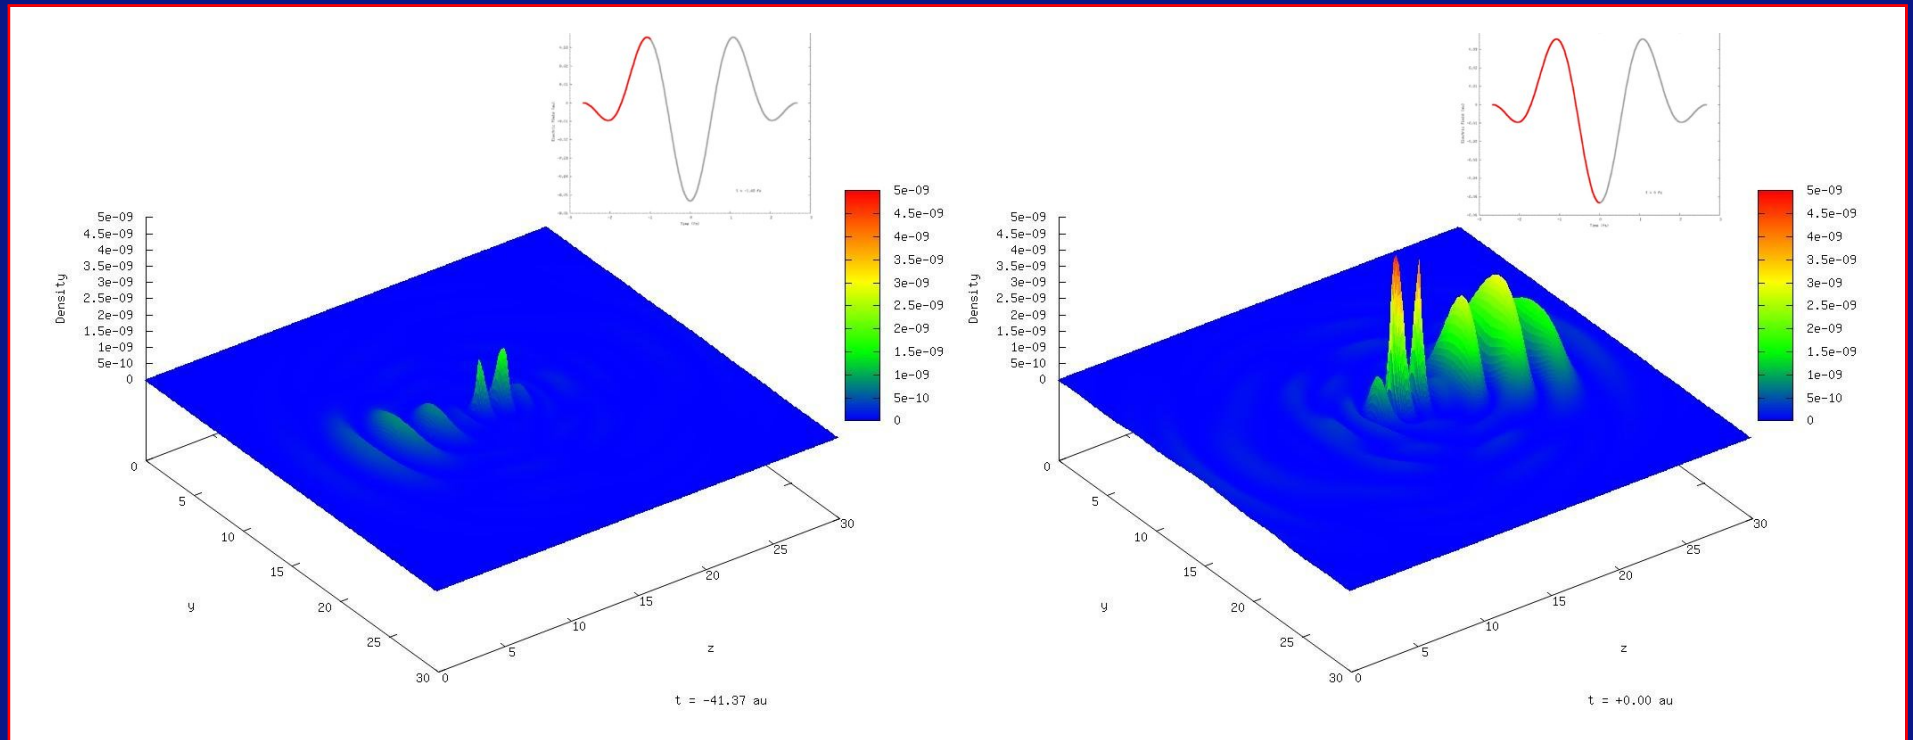 5e-09
4.5e-09
4e-09
3.5e-09
3e-09
2.5e-09
2e-09
1.5e-09
1e-09
5e-10
0
Density
0
5
10
15
20
25
30
y
0
5
10
15
20
25
30
z
5e-09
4.5e-09
4e-09
3.5e-09
3e-09
2.5e-09
2e-09
1.5e-09
1e-09
5e-10
0
t = -41.37 au
5e-09
4.5e-09
4e-09
3.5e-09
3e-09
2.5e-09
2e-09
1.5e-09
1e-09
5e-10
0
Density
0
5
10
15
20
25
30
y
0
5
10
15
20
25
30
z
5e-09
4.5e-09
4e-09
3.5e-09
3e-09
2.5e-09
2e-09
1.5e-09
1e-09
5e-10
0
t = +0.00 au